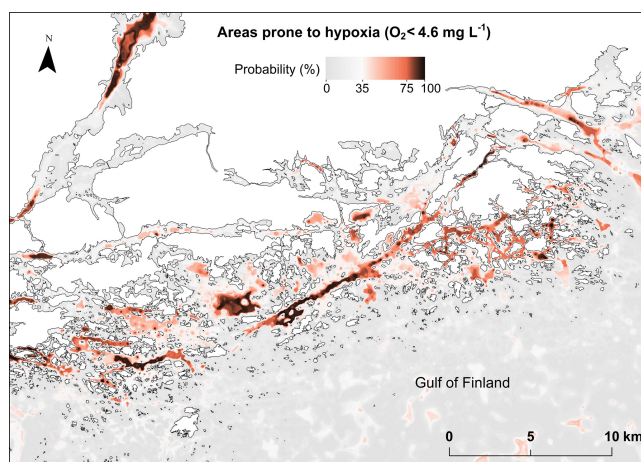 Areas prone to hypoxia (O₂< 4.6 mg L⁻¹)
N
Probability (%)
0 35 75 100
Gulf of Finland
0 5 10 km